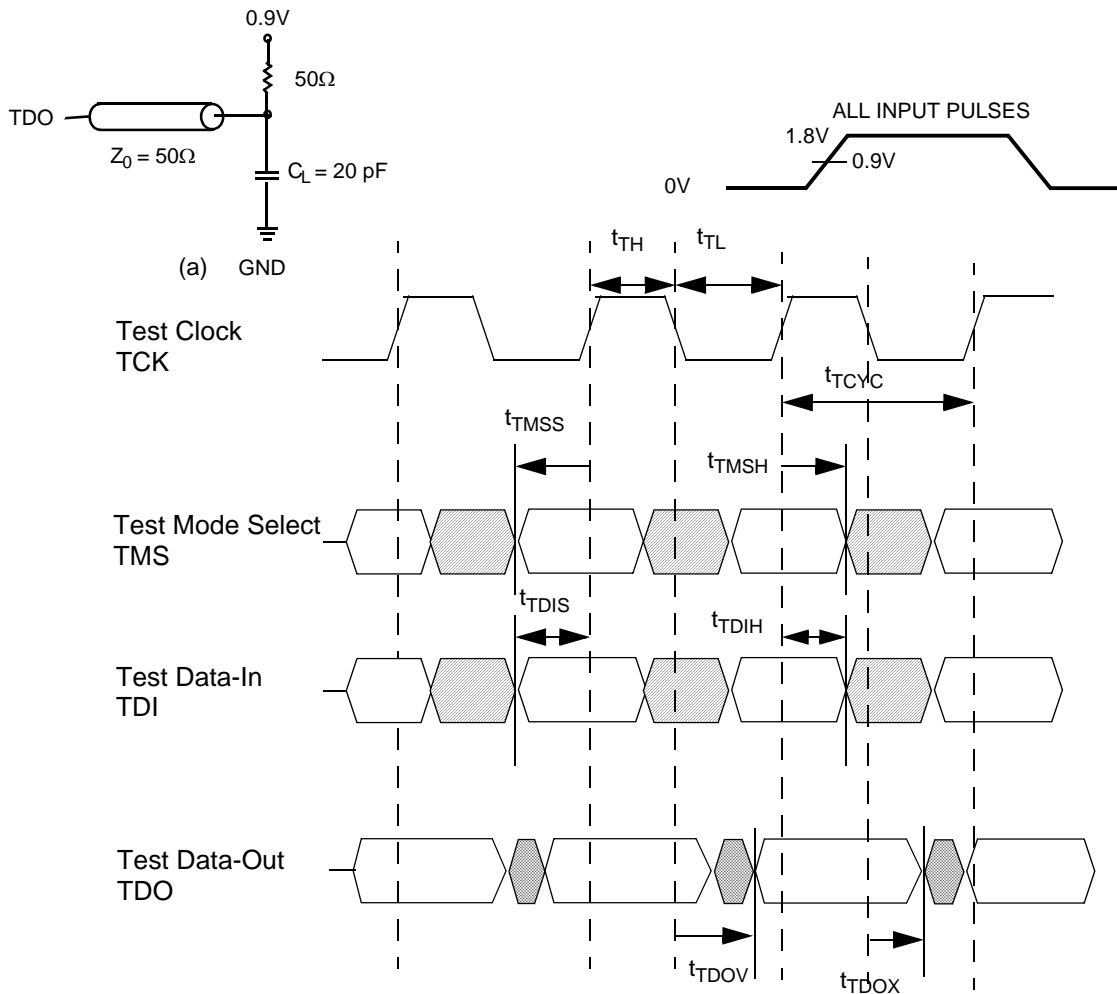 0.9V
50Ω
TDO
Z0 = 50Ω
CL = 20 pF
(a) GND
ALL INPUT PULSES
1.8V
0.9V
0V
tTH
tTL
Test Clock
TCK
tTCYC
tTMSS
tTMSH
Test Mode Select
TMS
tTDIS
tTDIH
Test Data-In
TDI
Test Data-Out
TDO
tTDOV
tTDOX